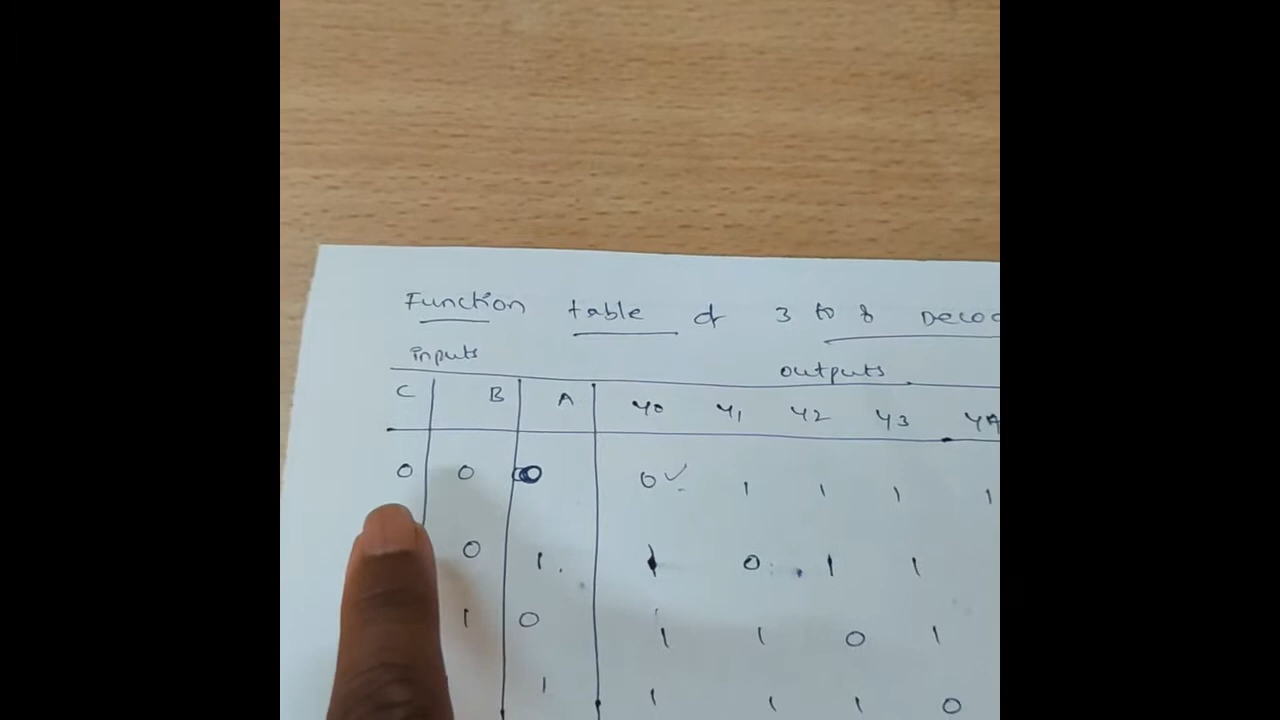 Function table of 3 to 8 Deco
inputs
outputs
C B A Y0 Y1 Y2 Y3 Y4
0 0 0 0 ✓ 1 1 1 1
0 1 1 0 1 1
1 0 1 1 0 1
1 1 1 1 0